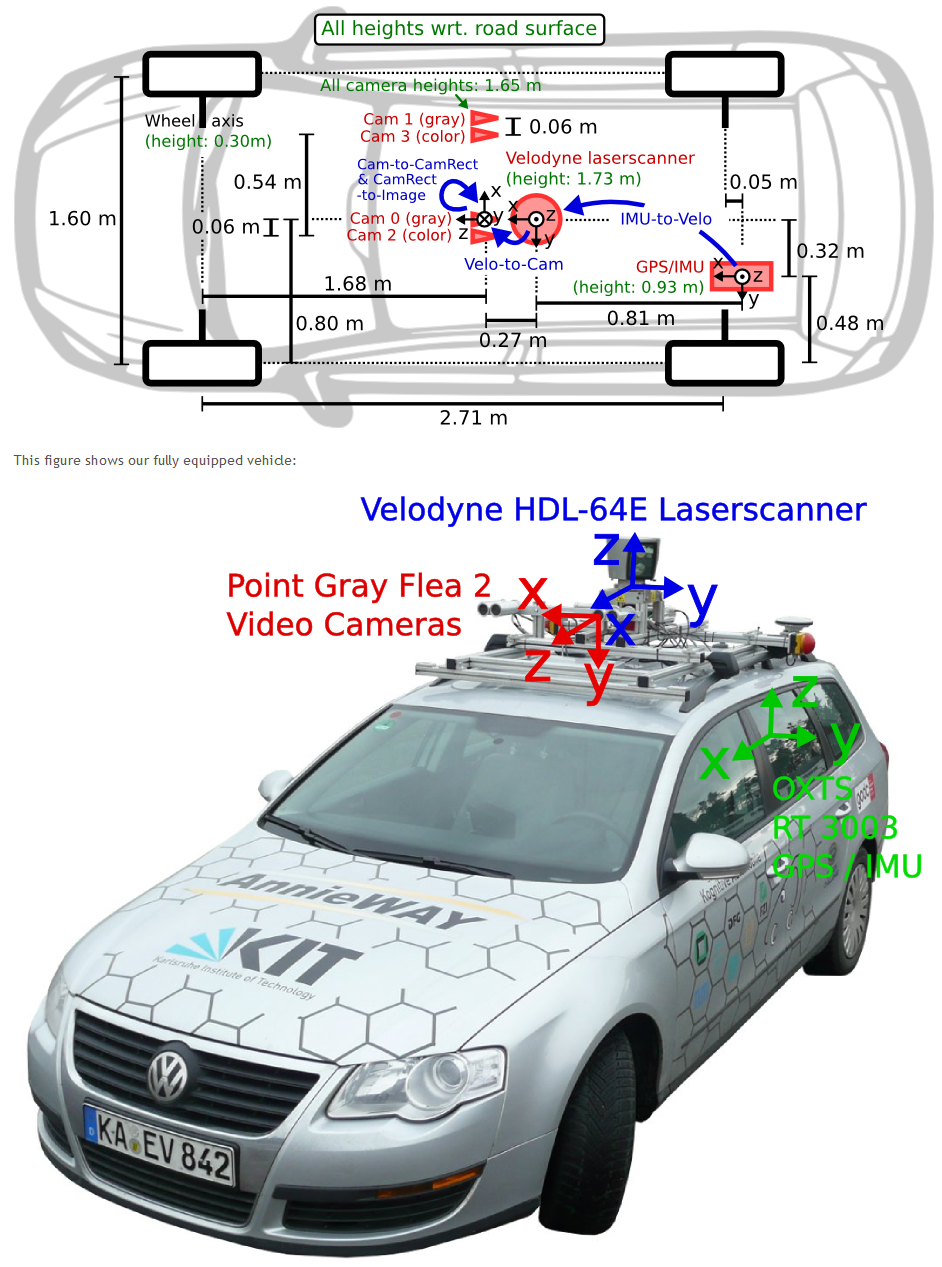 All heights wrt. road surface
All camera heights: 1.65 m
Wheel axis
(height: 0.30m)
Cam 1 (gray)
Cam 3 (color)
0.06 m
Cam-to-CamRect
& CamRect
-to-Image
Velodyne laserscanner
(height: 1.73 m)
0.54 m
0.05 m
1.60 m
0.06 m
Cam 0 (gray)
Cam 2 (color)
x
y
z
x
z
y
IMU-to-Velo
Velo-to-Cam
0.32 m
GPS/IMU
(height: 0.93 m)
x
z
y
1.68 m
0.80 m
0.27 m
0.81 m
0.48 m
2.71 m
This figure shows our fully equipped vehicle:
Velodyne HDL-64E Laserscanner
Point Gray Flea 2
Video Cameras
z
y
x
x
z
y
z
y
x
OXTS
RT 3003
GPS / IMU
AnnieWAY
KIT
Karlsruhe Institute of Technology
DFG
KA EV 842
D